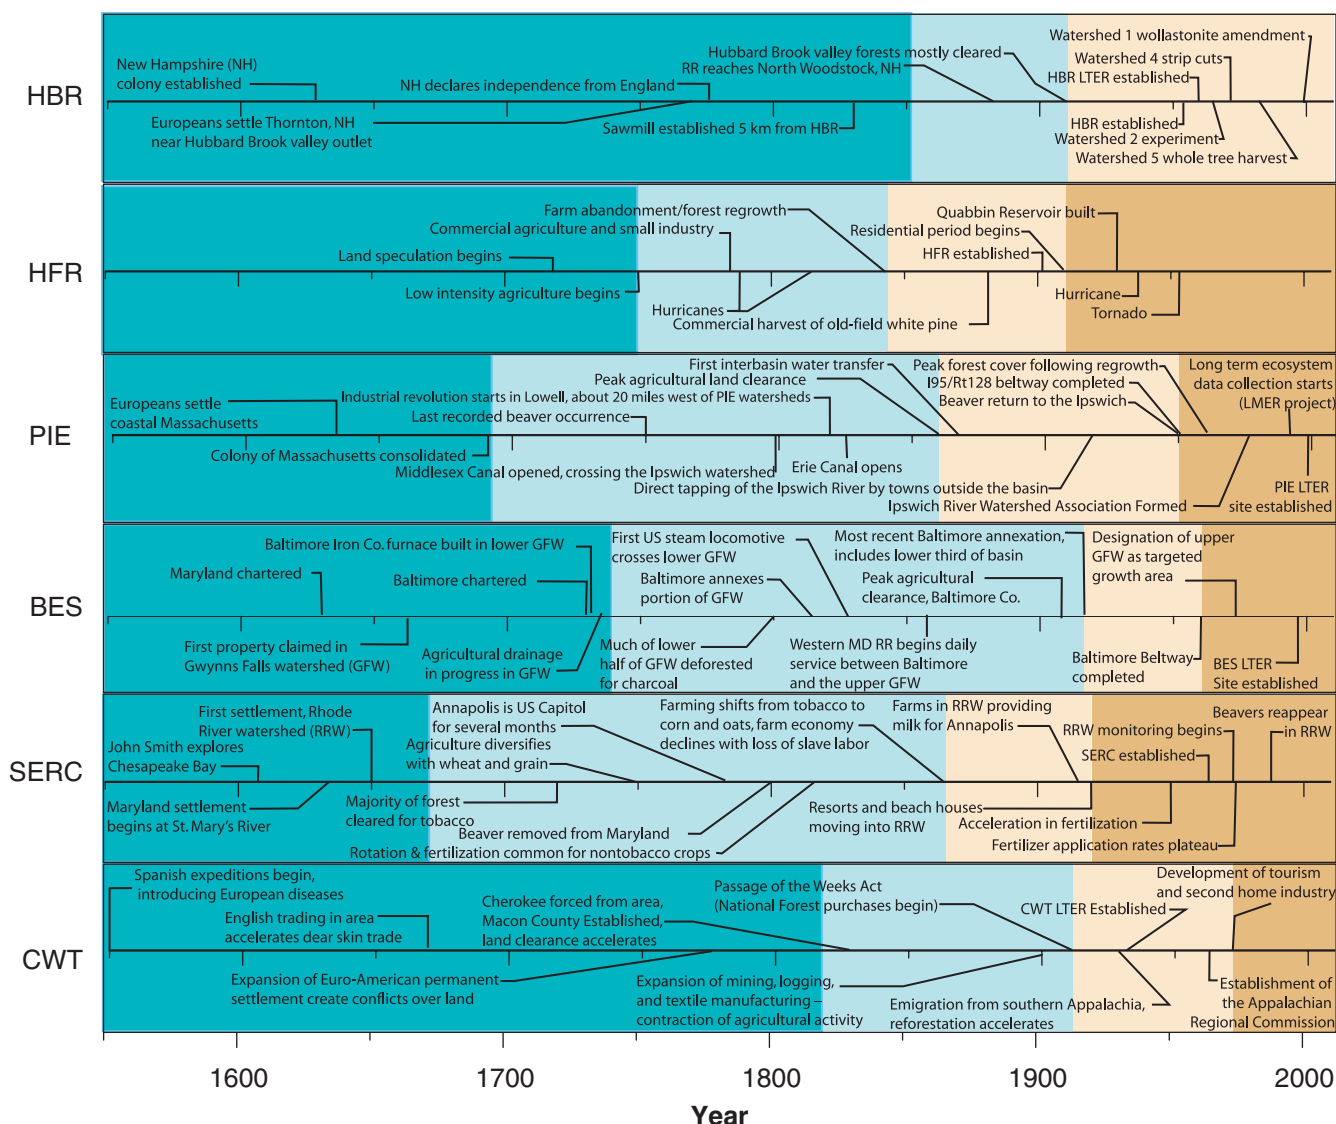 HBR
New Hampshire (NH)
colony established
NH declares independence from England
Hubbard Brook valley forests mostly cleared
RR reaches North Woodstock, NH
Watershed 1 wollastonite amendment
Watershed 4 strip cuts
HBR LTER established
Europeans settle Thornton, NH
near Hubbard Brook valley outlet
Sawmill established 5 km from HBR
HBR established
Watershed 2 experiment
Watershed 5 whole tree harvest
HFR
Farm abandonment/forest regrowth
Commercial agriculture and small industry
Land speculation begins
Quabbin Reservoir built
Residential period begins
HFR established
Low intensity agriculture begins
Hurricanes
Commercial harvest of old-field white pine
Hurricane
Tornado
PIE
Europeans settle
coastal Massachusetts
First interbasin water transfer
Peak agricultural land clearance
Industrial revolution starts in Lowell, about 20 miles west of PIE watersheds
Last recorded beaver occurrence
Peak forest cover following regrowth
I95/Rt128 beltway completed
Beaver return to the Ipswich
Long term ecosystem
data collection starts
(LMER project)
Colony of Massachusetts consolidated
Middlesex Canal opened, crossing the Ipswich watershed
Erie Canal opens
Direct tapping of the Ipswich River by towns outside the basin
Ipswich River Watershed Association Formed
PIE LTER
site established
BES
Baltimore Iron Co. furnace built in lower GFW
Maryland chartered
Baltimore chartered
First US steam locomotive
crosses lower GFW
Baltimore annexes
portion of GFW
Most recent Baltimore annexation,
includes lower third of basin
Peak agricultural
clearance, Baltimore Co.
Designation of upper
GFW as targeted
growth area
First property claimed in
Gwynns Falls watershed (GFW)
Agricultural drainage
in progress in GFW
Much of lower
half of GFW deforested
for charcoal
Western MD RR begins daily
service between Baltimore
and the upper GFW
Baltimore Beltway
completed
BES LTER
Site established
SERC
First settlement, Rhode
River watershed (RRW)
John Smith explores
Chesapeake Bay
Annapolis is US Capitol
for several months
Agriculture diversifies
with wheat and grain
Farming shifts from tobacco to
corn and oats, farm economy
declines with loss of slave labor
Farms in RRW providing
milk for Annapolis
Beavers reappear
in RRW
RRW monitoring begins
SERC established
Maryland settlement
begins at St. Mary's River
Majority of forest
cleared for tobacco
Beaver removed from Maryland
Rotation & fertilization common for nontobacco crops
Resorts and beach houses
moving into RRW
Acceleration in fertilization
Fertilizer application rates plateau
CWT
Spanish expeditions begin,
introducing European diseases
English trading in area
accelerates dear skin trade
Cherokee forced from area,
Macon County Established,
land clearance accelerates
Passage of the Weeks Act
(National Forest purchases begin)
CWT LTER Established
Development of tourism
and second home industry
Expansion of Euro-American permanent
settlement create conflicts over land
Expansion of mining, logging,
and textile manufacturing –
contraction of agricultural activity
Emigration from southern Appalachia,
reforestation accelerates
Establishment of
the Appalachian
Regional Commission
1600 1700 1800 1900 2000
Year